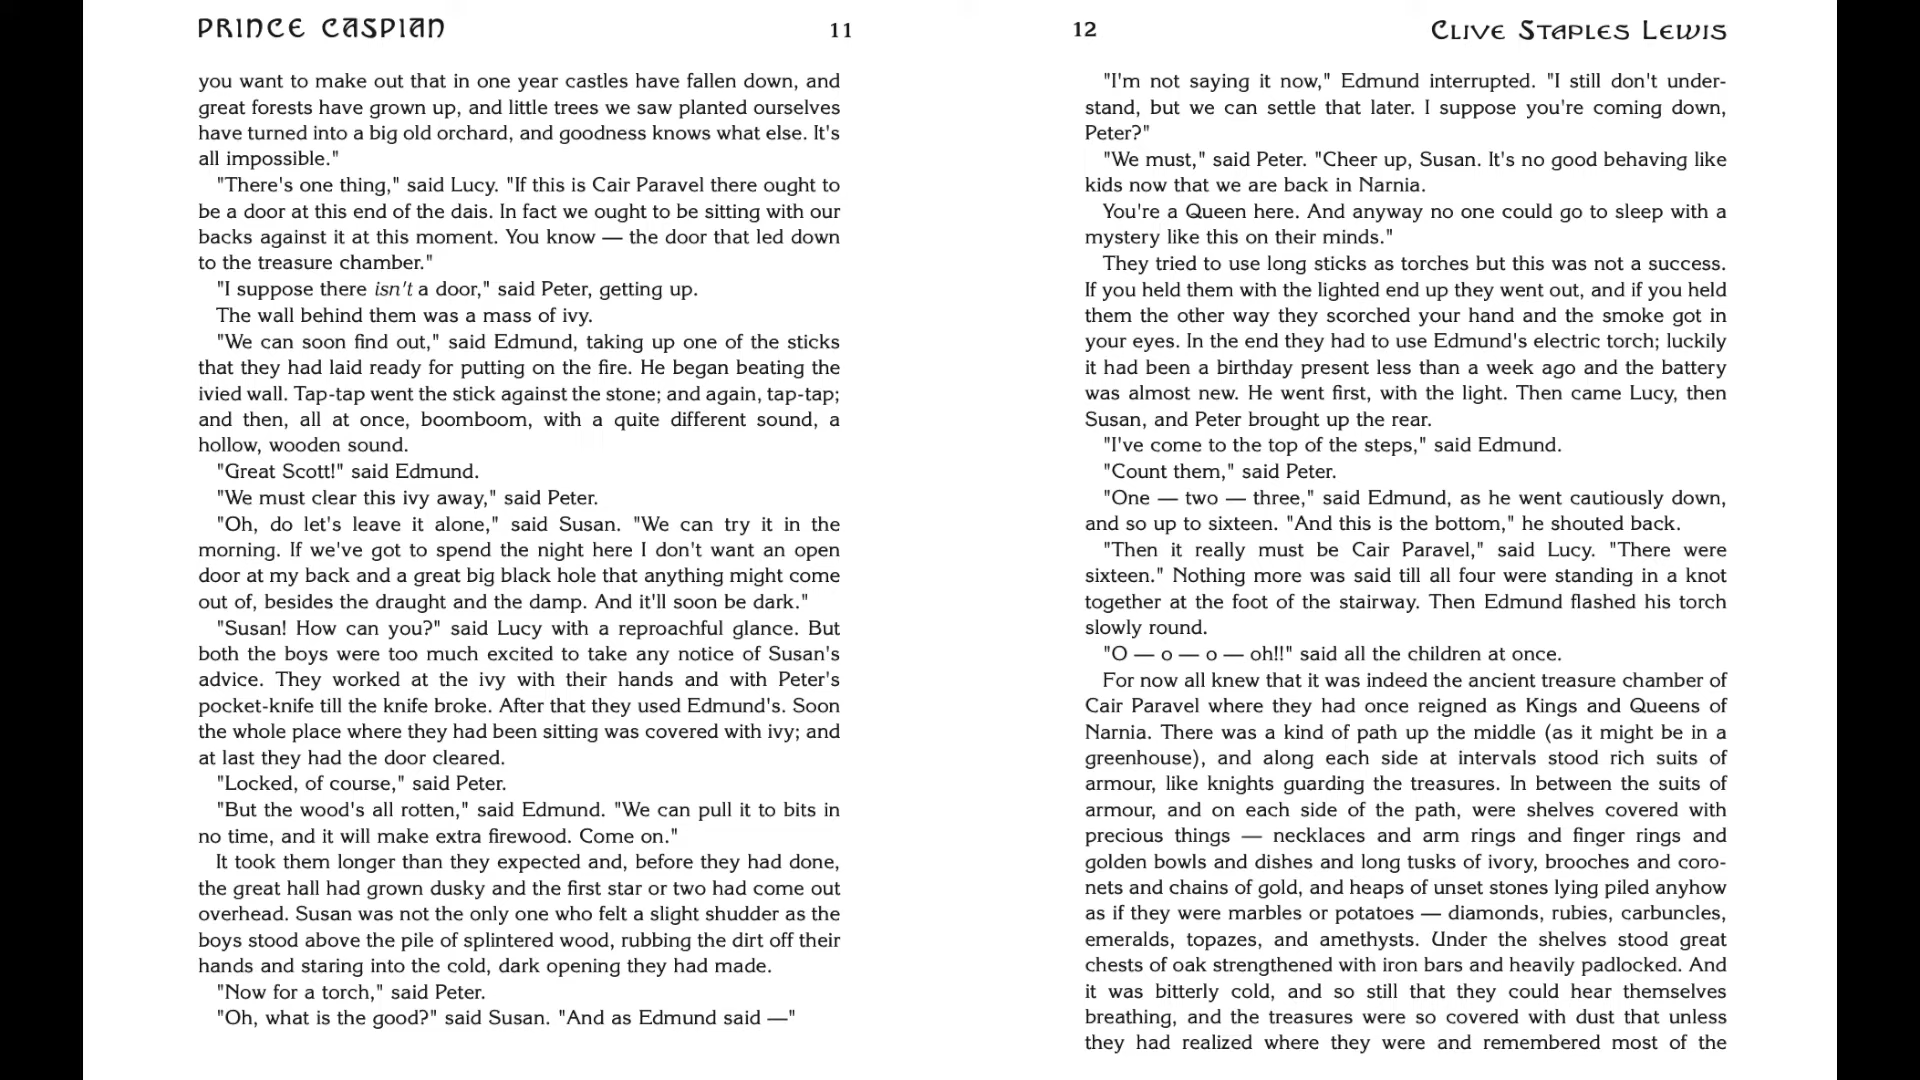 PRINCE CASPIAN 11
you want to make out that in one year castles have fallen down, and
great forests have grown up, and little trees we saw planted ourselves
have turned into a big old orchard, and goodness knows what else. It's
all impossible."
"There's one thing," said Lucy. "If this is Cair Paravel there ought to
be a door at this end of the dais. In fact we ought to be sitting with our
backs against it at this moment. You know — the door that led down
to the treasure chamber."
"I suppose there isn't a door," said Peter, getting up.
The wall behind them was a mass of ivy.
"We can soon find out," said Edmund, taking up one of the sticks
that they had laid ready for putting on the fire. He began beating the
ivied wall. Tap-tap went the stick against the stone; and again, tap-tap;
and then, all at once, boomboom, with a quite different sound, a
hollow, wooden sound.
"Great Scott!" said Edmund.
"We must clear this ivy away," said Peter.
"Oh, do let's leave it alone," said Susan. "We can try it in the
morning. If we've got to spend the night here I don't want an open
door at my back and a great big black hole that anything might come
out of, besides the draught and the damp. And it'll soon be dark."
"Susan! How can you?" said Lucy with a reproachful glance. But
both the boys were too much excited to take any notice of Susan's
advice. They worked at the ivy with their hands and with Peter's
pocket-knife till the knife broke. After that they used Edmund's. Soon
the whole place where they had been sitting was covered with ivy; and
at last they had the door cleared.
"Locked, of course," said Peter.
"But the wood's all rotten," said Edmund. "We can pull it to bits in
no time, and it will make extra firewood. Come on."
It took them longer than they expected and, before they had done,
the great hall had grown dusky and the first star or two had come out
overhead. Susan was not the only one who felt a slight shudder as the
boys stood above the pile of splintered wood, rubbing the dirt off their
hands and staring into the cold, dark opening they had made.
"Now for a torch," said Peter.
"Oh, what is the good?" said Susan. "And as Edmund said —"
12 Clive Staples Lewis
"I'm not saying it now," Edmund interrupted. "I still don't under-
stand, but we can settle that later. I suppose you're coming down,
Peter?"
"We must," said Peter. "Cheer up, Susan. It's no good behaving like
kids now that we are back in Narnia.
You're a Queen here. And anyway no one could go to sleep with a
mystery like this on their minds."
They tried to use long sticks as torches but this was not a success.
If you held them with the lighted end up they went out, and if you held
them the other way they scorched your hand and the smoke got in
your eyes. In the end they had to use Edmund's electric torch; luckily
it had been a birthday present less than a week ago and the battery
was almost new. He went first, with the light. Then came Lucy, then
Susan, and Peter brought up the rear.
"I've come to the top of the steps," said Edmund.
"Count them," said Peter.
"One — two — three," said Edmund, as he went cautiously down,
and so up to sixteen. "And this is the bottom," he shouted back.
"Then it really must be Cair Paravel," said Lucy. "There were
sixteen." Nothing more was said till all four were standing in a knot
together at the foot of the stairway. Then Edmund flashed his torch
slowly round.
"O — o — o — oh!!" said all the children at once.
For now all knew that it was indeed the ancient treasure chamber of
Cair Paravel where they had once reigned as Kings and Queens of
Narnia. There was a kind of path up the middle (as it might be in a
greenhouse), and along each side at intervals stood rich suits of
armour, like knights guarding the treasures. In between the suits of
armour, and on each side of the path, were shelves covered with
precious things — necklaces and arm rings and finger rings and
golden bowls and dishes and long tusks of ivory, brooches and coro-
nets and chains of gold, and heaps of unset stones lying piled anyhow
as if they were marbles or potatoes — diamonds, rubies, carbuncles,
emeralds, topazes, and amethysts. Under the shelves stood great
chests of oak strengthened with iron bars and heavily padlocked. And
it was bitterly cold, and so still that they could hear themselves
breathing, and the treasures were so covered with dust that unless
they had realized where they were and remembered most of the